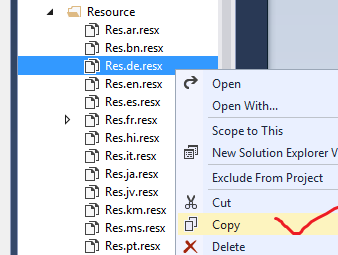 Resource
Res.ar.resx
Res.bn.resx
Res.de.resx
Res.en.resx
Res.es.resx
Res.fr.resx
Res.hi.resx
Res.it.resx
Res.ja.resx
Res.jv.resx
Res.km.resx
Res.ms.resx
Res.pt.resx
Open
Open With...
Scope to This
New Solution Explorer V
Exclude From Project
Cut
Copy
Delete